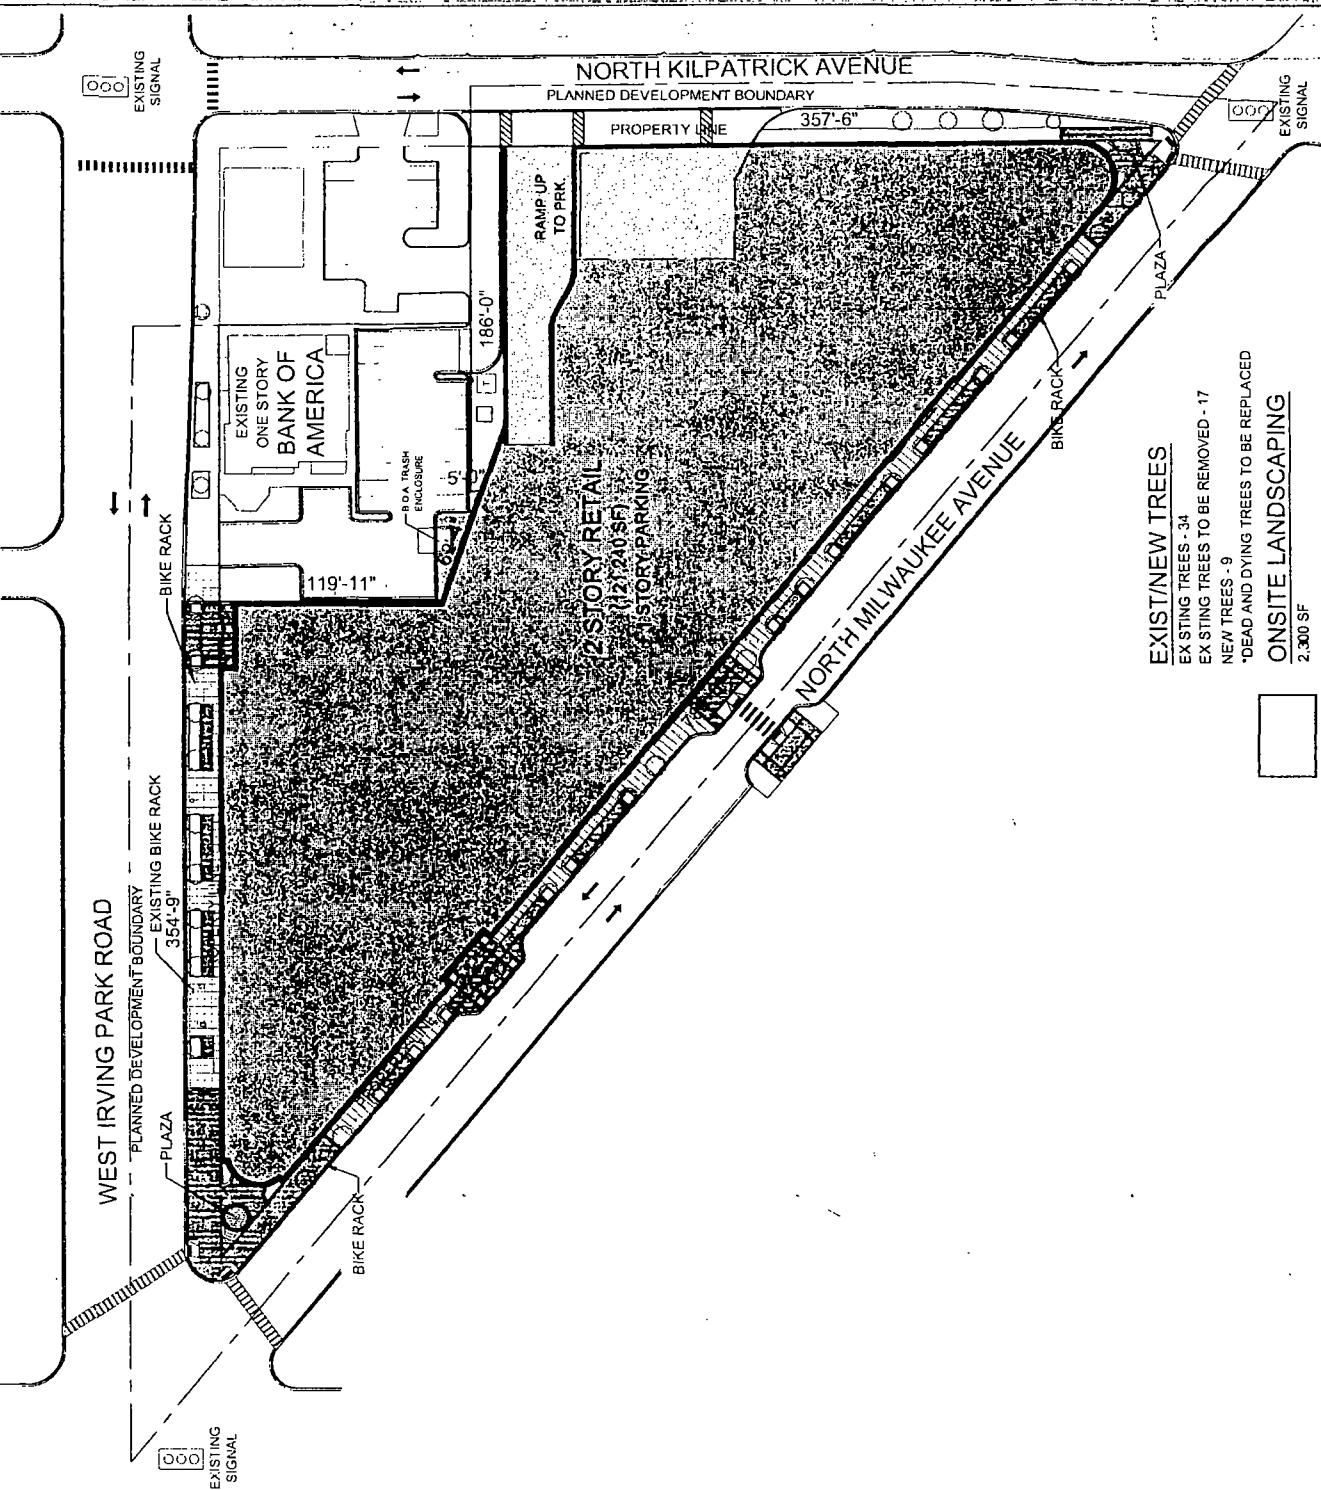 NORTH KILPATRICK AVENUE
PLANNED DEVELOPMENT BOUNDARY
PROPERTY LINE
357'-6"
EXISTING
SIGNAL
EXISTING
SIGNAL
RAMP UP
TO PRK.
186'-0"
EXISTING
ONE STORY
BANK OF
AMERICA
B.O.A. TRASH
ENCLOSURE
5'-0"
119'-11"
2 STORY RETAIL
(121,240 SF)
1 STORY PARKING
PLAZA
BIKE RACK
NORTH MILWAUKEE AVENUE
BIKE RACK
EXISTING BIKE RACK
354'-9"
WEST IRVING PARK ROAD
PLANNED DEVELOPMENT BOUNDARY
PLAZA
BIKE RACK
EXISTING
SIGNAL
EXIST/NEW TREES
EXISTING TREES - 34
EXISTING TREES TO BE REMOVED - 17
NEW TREES - 9
*DEAD AND DYING TREES TO BE REPLACED
ONSITE LANDSCAPING
2,300 SF